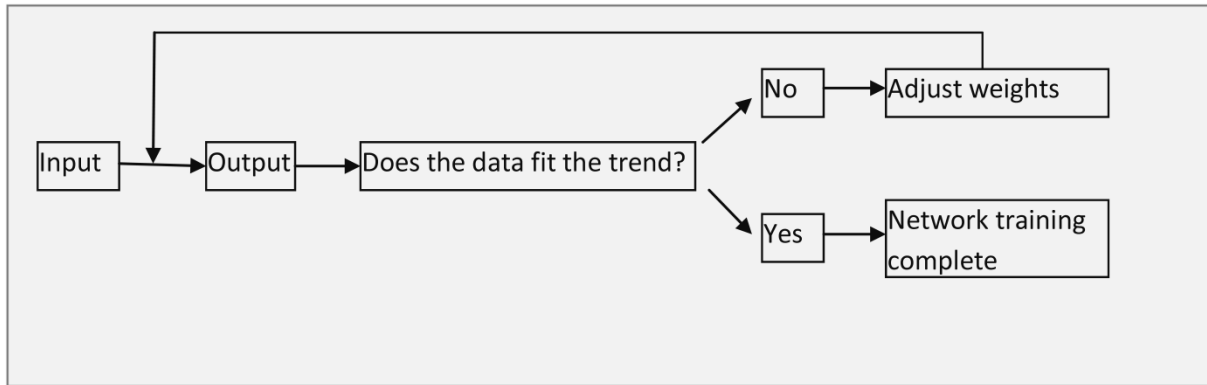 Input
Output
Does the data fit the trend?
No
Adjust weights
Yes
Network training
complete